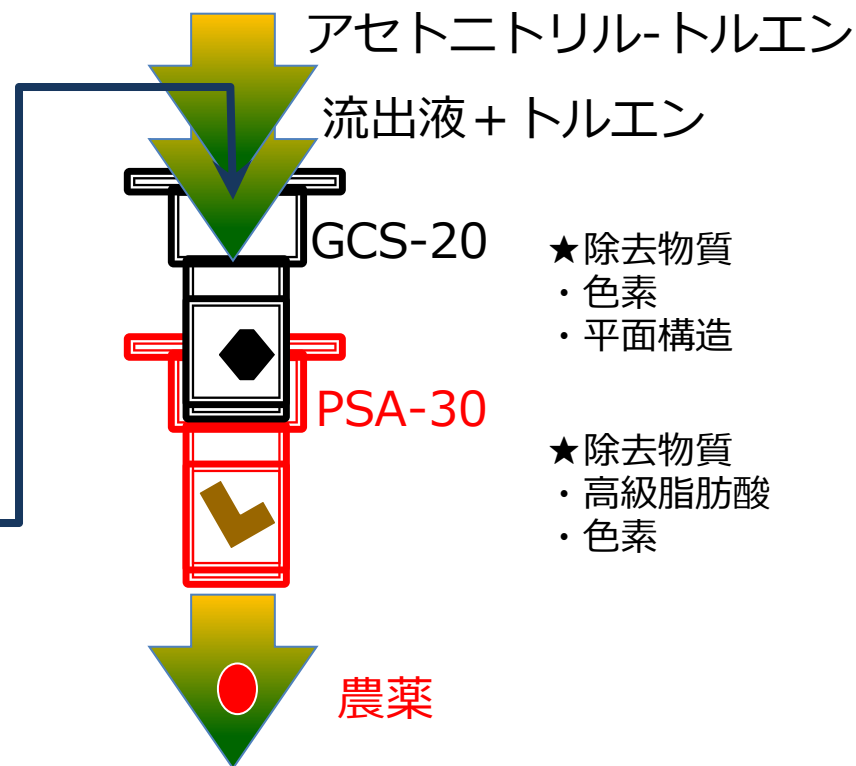 アセトニトリル-トルエン
流出液+トルエン
GCS-20
★除去物質
・色素
・平面構造
PSA-30
★除去物質
・高級脂肪酸
・色素
農薬